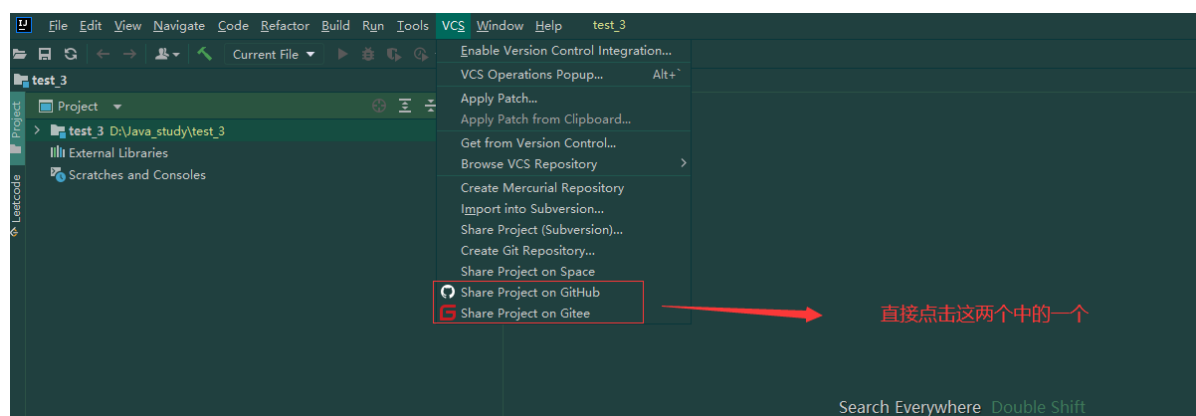 File Edit View Navigate Code Refactor Build Run Tools VCS Window Help test_3
Current File
test_3
Project
Project
test_3 D:\Java_study\test_3
External Libraries
Scratches and Consoles
Leetcode
Enable Version Control Integration...
VCS Operations Popup... Alt+`
Apply Patch...
Apply Patch from Clipboard...
Get from Version Control...
Browse VCS Repository
Create Mercurial Repository
Import into Subversion...
Share Project (Subversion)...
Create Git Repository...
Share Project on Space
Share Project on GitHub
Share Project on Gitee
直接点击这两个中的一个
Search Everywhere Double Shift